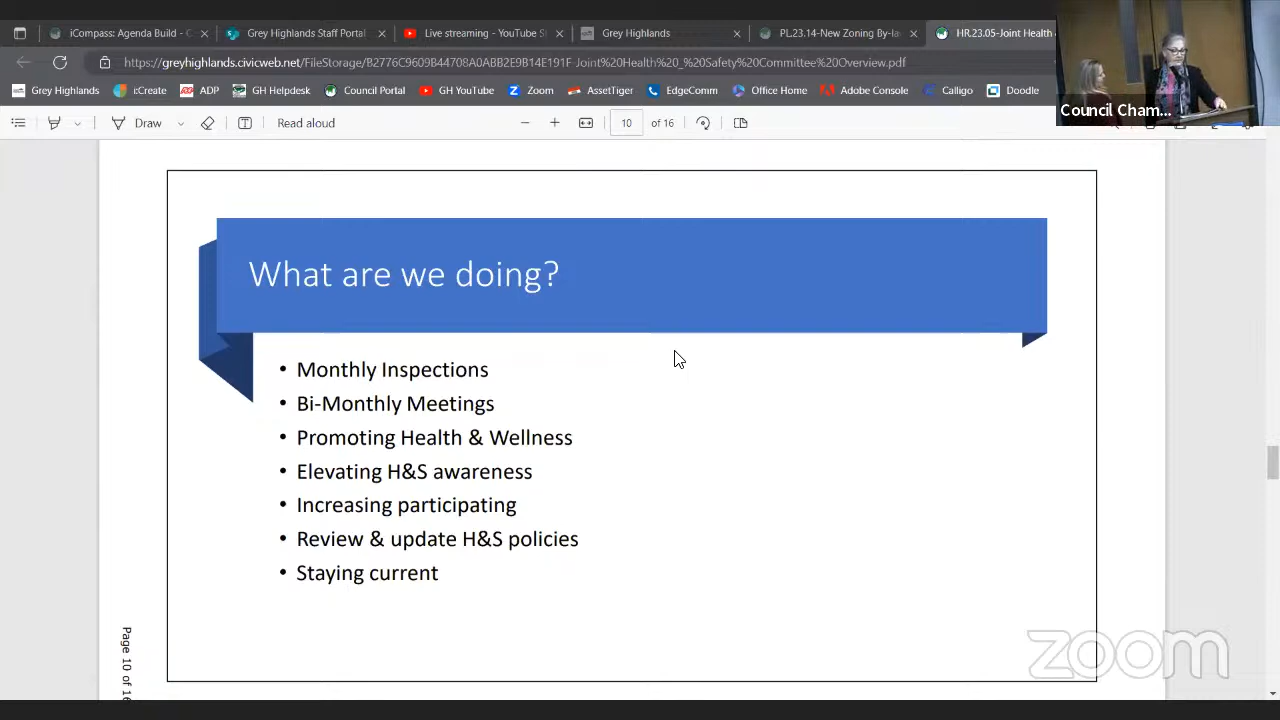 iCompass: Agenda Build - C
Grey Highlands Staff Portal
Live streaming - YouTube S
Grey Highlands
PL.23.14-New Zoning By-la
HR.23.05-Joint Health
https://greyhighlands.civicweb.net/FileStorage/B2776C9609B44708A0ABB2E9B14E191F-Joint%20Health%20_%20Safety%20Committee%20Overview.pdf
Grey Highlands
iCreate
ADP
GH Helpdesk
Council Portal
GH YouTube
Zoom
AssetTiger
EdgeComm
Office Home
Adobe Console
Calligo
Doodle
Council Cham...
Draw
Read aloud
10
of 16
What are we doing?
• Monthly Inspections
• Bi-Monthly Meetings
• Promoting Health & Wellness
• Elevating H&S awareness
• Increasing participating
• Review & update H&S policies
• Staying current
Page 10 of 16
zoom